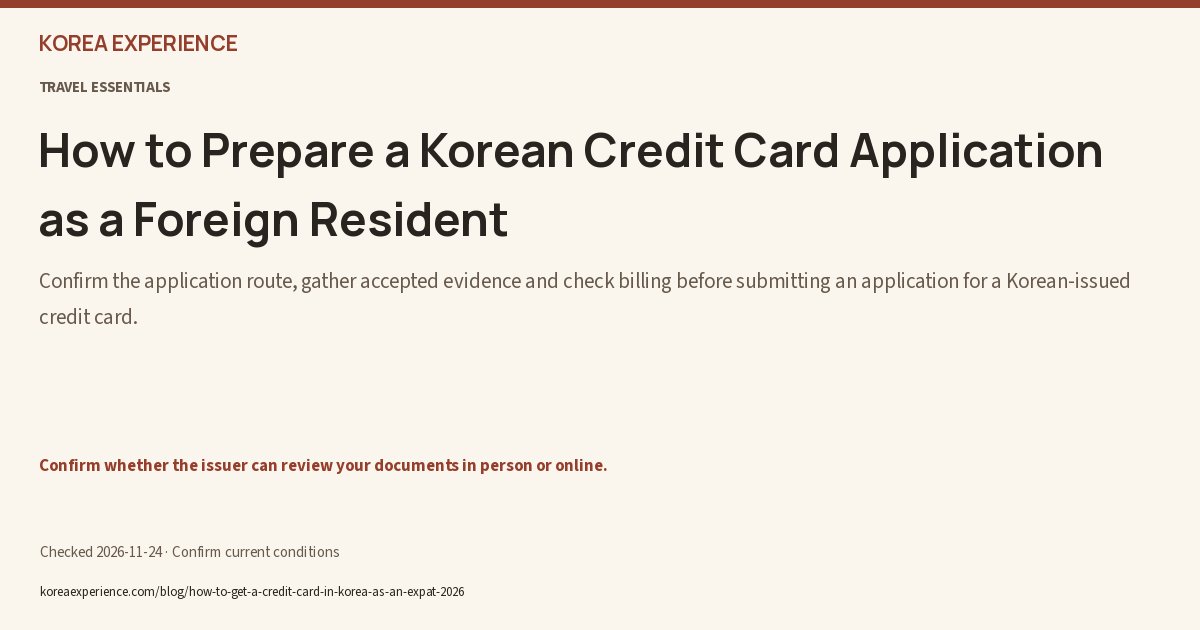 KOREA EXPERIENCE
TRAVEL ESSENTIALS
How to Prepare a Korean Credit Card Application
as a Foreign Resident
Confirm the application route, gather accepted evidence and check billing before submitting an application for a Korean-issued
credit card.
Confirm whether the issuer can review your documents in person or online.
Checked 2026-11-24 · Confirm current conditions
koreaexperience.com/blog/how-to-get-a-credit-card-in-korea-as-an-expat-2026